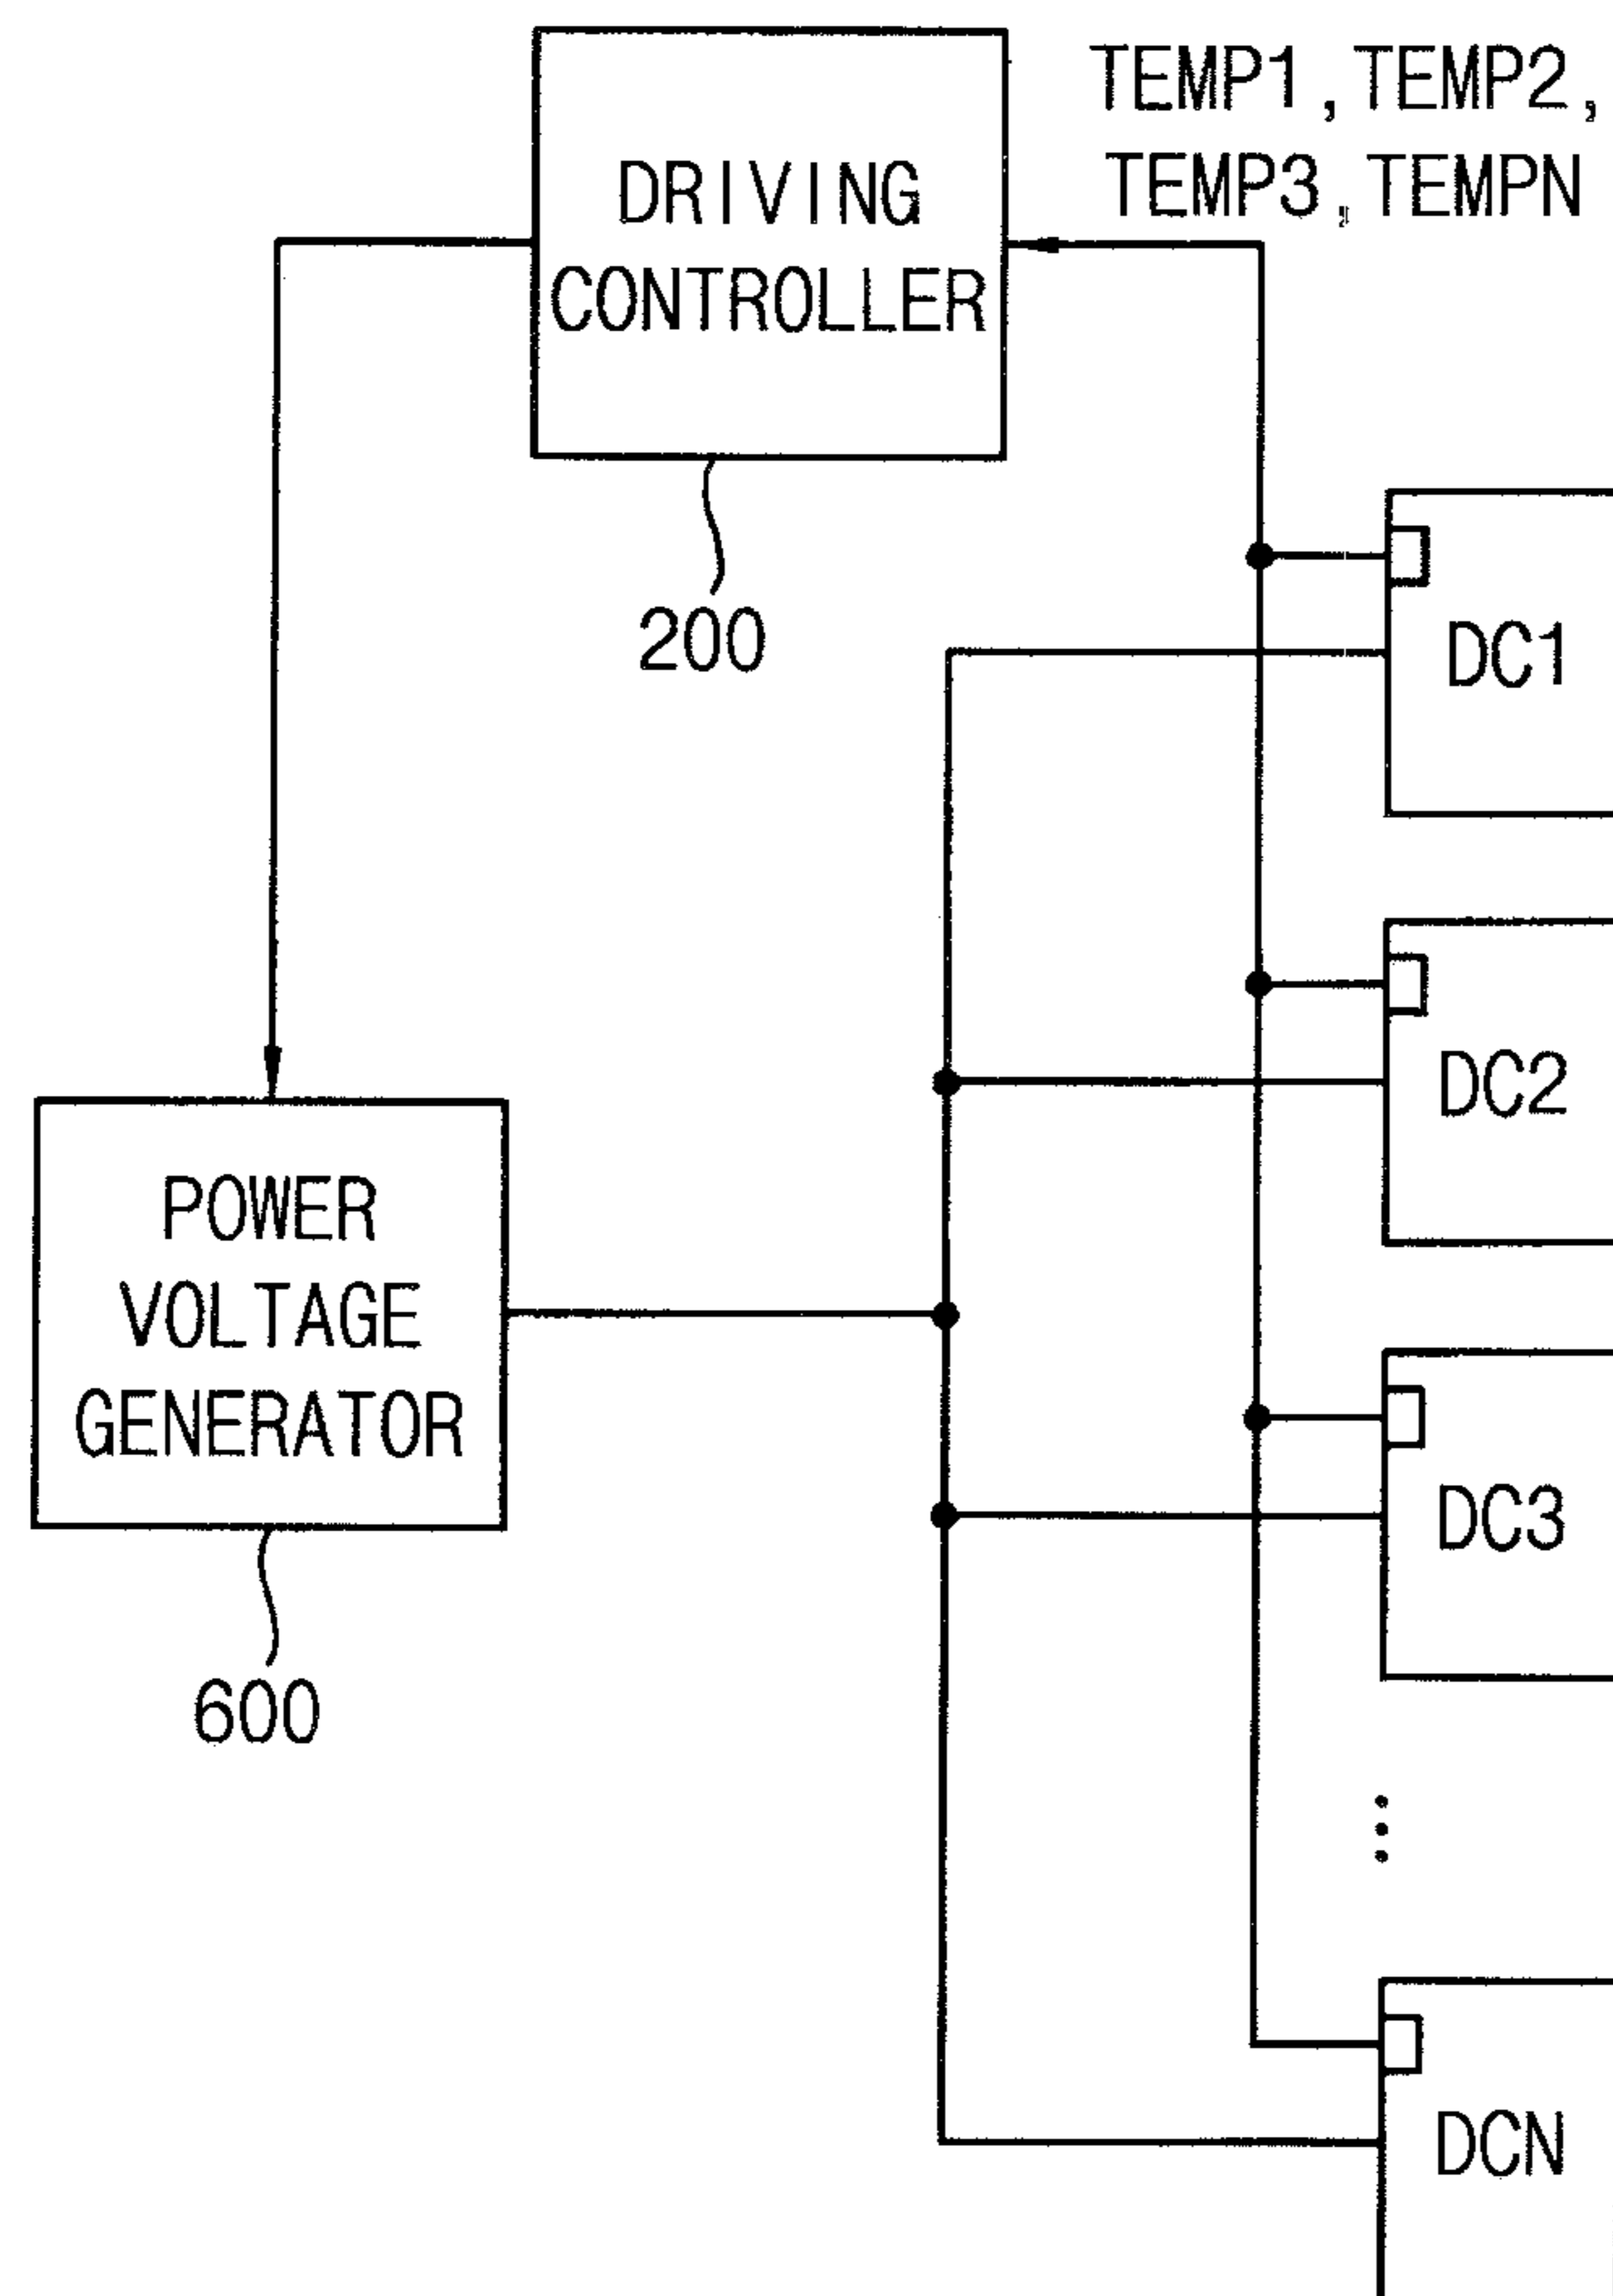 TEMP1,TEMP2,
TEMP3,TEMPN
DRIVING
CONTROLLER
200
DC1
DC2
POWER
VOLTAGE
GENERATOR
600
DC3
DCN